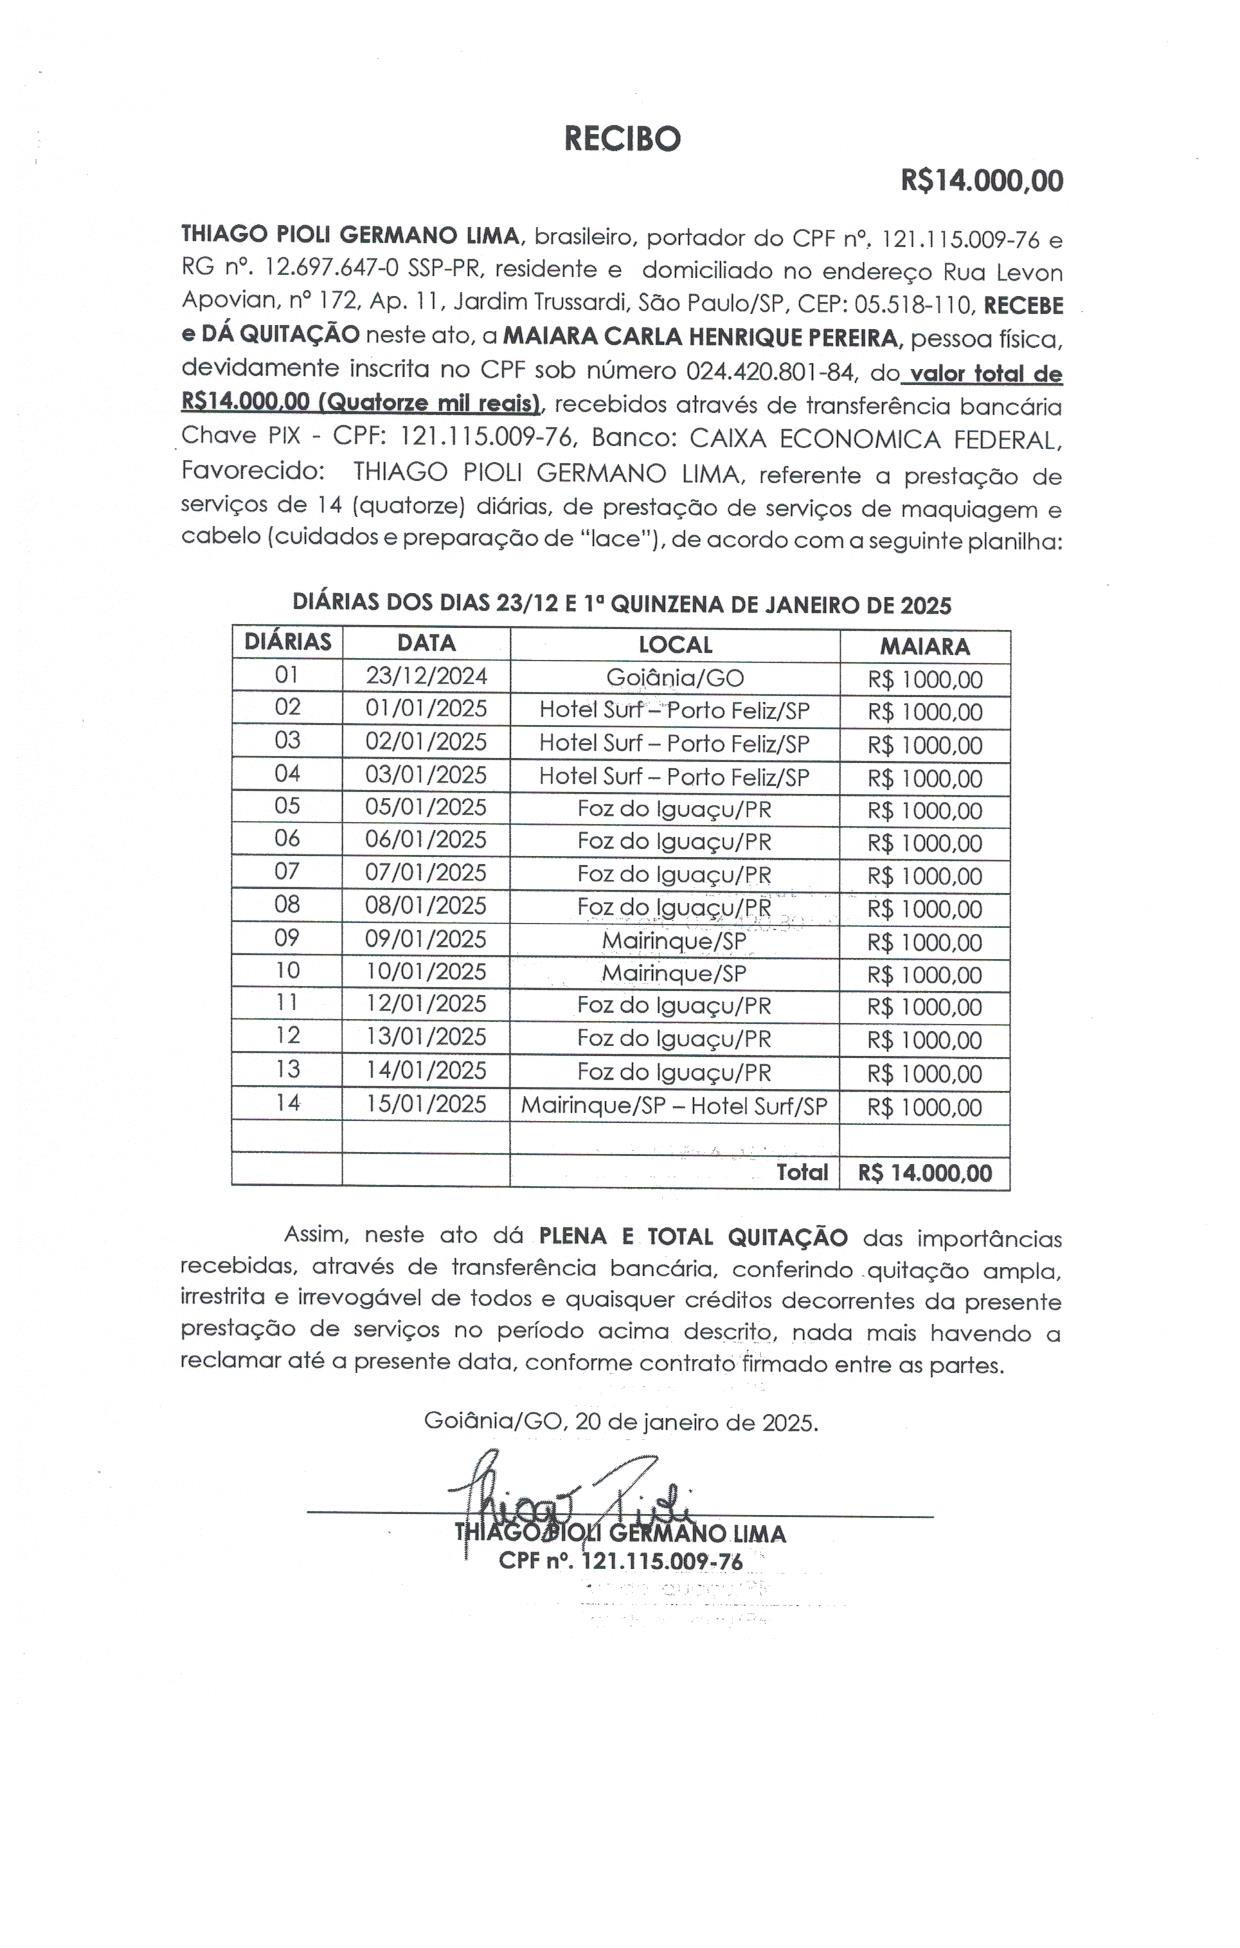 RECIBO
R$14.000,00
THIAGO PIOLI GERMANO LIMA, brasileiro, portador do CPF nº. 121.115.009-76 e
RG nº. 12.697.647-0 SSP-PR, residente e domiciliado no endereço Rua Levon
Apovian, nº 172, Ap. 11, Jardim Trussardi, São Paulo/SP, CEP: 05.518-110, RECEBE
e DÁ QUITAÇÃO neste ato, a MAIARA CARLA HENRIQUE PEREIRA, pessoa física,
devidamente inscrita no CPF sob número 024.420.801-84, do valor total de
R$14.000,00 (Quatorze mil reais), recebidos através de transferência bancária
Chave PIX - CPF: 121.115.009-76, Banco: CAIXA ECONOMICA FEDERAL,
Favorecido: THIAGO PIOLI GERMANO LIMA, referente a prestação de
serviços de 14 (quatorze) diárias, de prestação de serviços de maquiagem e
cabelo (cuidados e preparação de "lace"), de acordo com a seguinte planilha:
DIÁRIAS DOS DIAS 23/12 E 1ª QUINZENA DE JANEIRO DE 2025
DIÁRIAS DATA LOCAL MAIARA
01 23/12/2024 Goiânia/GO R$ 1000,00
02 01/01/2025 Hotel Surf – Porto Feliz/SP R$ 1000,00
03 02/01/2025 Hotel Surf – Porto Feliz/SP R$ 1000,00
04 03/01/2025 Hotel Surf – Porto Feliz/SP R$ 1000,00
05 05/01/2025 Foz do Iguaçu/PR R$ 1000,00
06 06/01/2025 Foz do Iguaçu/PR R$ 1000,00
07 07/01/2025 Foz do Iguaçu/PR R$ 1000,00
08 08/01/2025 Foz do Iguaçu/PR R$ 1000,00
09 09/01/2025 Mairinque/SP R$ 1000,00
10 10/01/2025 Mairinque/SP R$ 1000,00
11 12/01/2025 Foz do Iguaçu/PR R$ 1000,00
12 13/01/2025 Foz do Iguaçu/PR R$ 1000,00
13 14/01/2025 Foz do Iguaçu/PR R$ 1000,00
14 15/01/2025 Mairinque/SP – Hotel Surf/SP R$ 1000,00
Total R$ 14.000,00
Assim, neste ato dá PLENA E TOTAL QUITAÇÃO das importâncias
recebidas, através de transferência bancária, conferindo quitação ampla,
irrestrita e irrevogável de todos e quaisquer créditos decorrentes da presente
prestação de serviços no período acima descrito, nada mais havendo a
reclamar até a presente data, conforme contrato firmado entre as partes.
Goiânia/GO, 20 de janeiro de 2025.
Thiago Pioli
THIAGO PIOLI GERMANO LIMA
CPF nº. 121.115.009-76